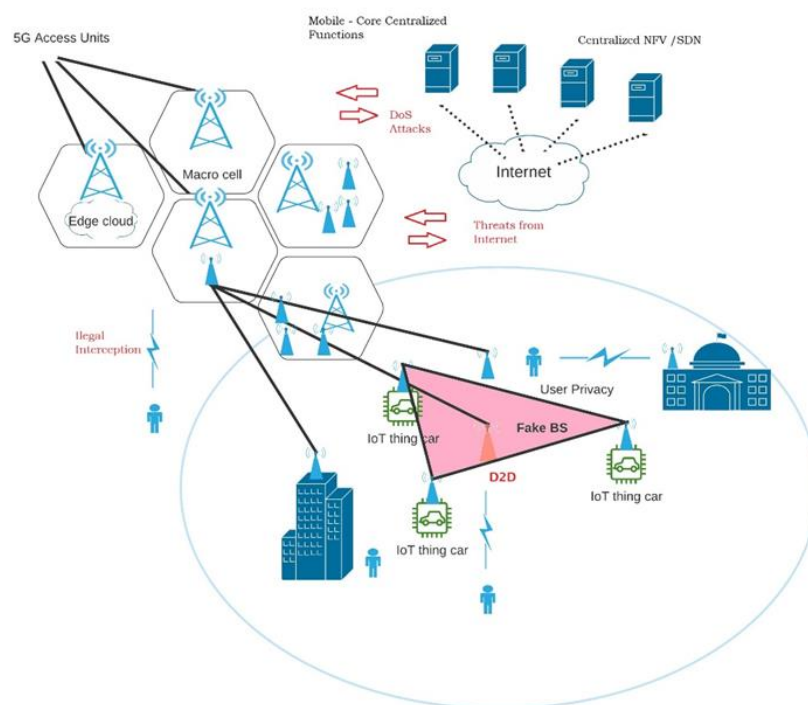 5G Access Units
Mobile - Core Centralized
Functions
Centralized NFV /SDN
DoS
Attacks
Internet
Macro cell
Edge cloud
Threats from
Internet
Ilegal
Interception
User Privacy
Fake BS
IoT thing car
D2D
IoT thing car
IoT thing car